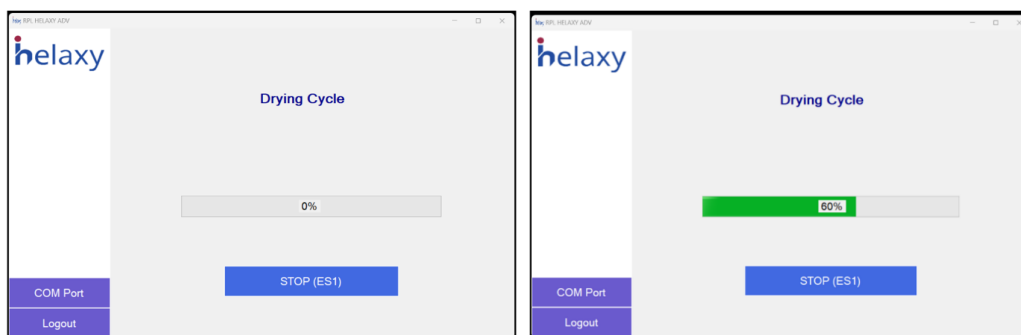 helaxy RPL HELAXY ADV
helaxy
Drying Cycle
0%
STOP (ES1)
COM Port
Logout
RPL HELAXY ADV
helaxy
Drying Cycle
60%
STOP (ES1)
COM Port
Logout